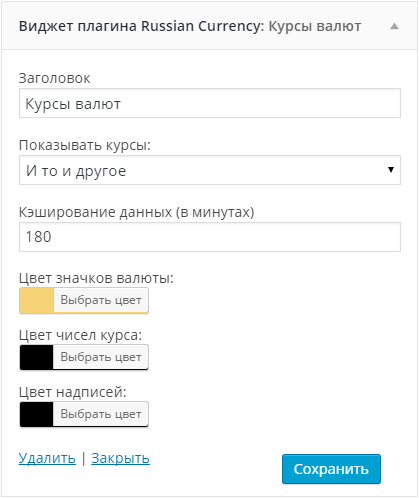 Виджет плагина Russian Currency: Курсы валют
Заголовок
Курсы валют
Показывать курсы:
И то и другое
Кэширование данных (в минутах)
180
Цвет значков валюты:
Выбрать цвет
Цвет чисел курса:
Выбрать цвет
Цвет надписей:
Выбрать цвет
Удалить | Закрыть
Сохранить